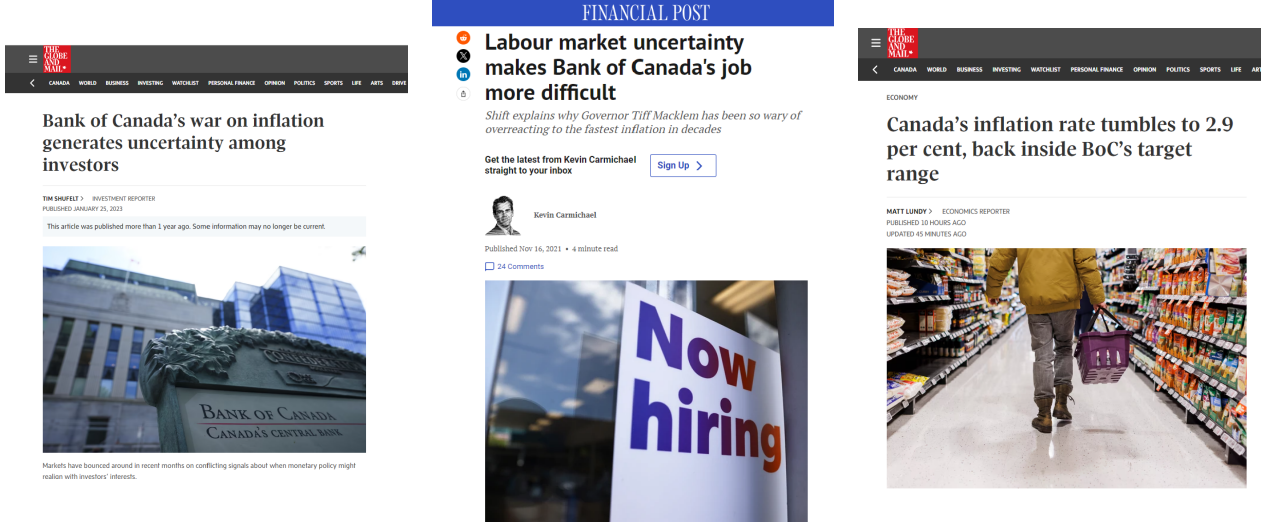 THE
GLOBE
AND
MAIL*
CANADA WORLD BUSINESS INVESTING WATCHLIST PERSONAL FINANCE OPINION POLITICS SPORTS LIFE ARTS DRIVE
Bank of Canada's war on inflation
generates uncertainty among
investors
TIM SHUFELT > INVESTMENT REPORTER
PUBLISHED JANUARY 25, 2023
This article was published more than 1 year ago. Some information may no longer be current.
BANK OF CANADA
CANADA'S CENTRAL BANK
Markets have bounced around in recent months on conflicting signals about when monetary policy might
realign with investors' interests.
FINANCIAL POST
Labour market uncertainty
makes Bank of Canada's job
more difficult
Shift explains why Governor Tiff Macklem has been so wary of
overreacting to the fastest inflation in decades
Get the latest from Kevin Carmichael
straight to your inbox
Sign Up >
Kevin Carmichael
Published Nov 16, 2021 • 4 minute read
24 Comments
Now
hiring
THE
GLOBE
AND
MAIL*
CANADA WORLD BUSINESS INVESTING WATCHLIST PERSONAL FINANCE OPINION POLITICS SPORTS LIFE
ECONOMY
Canada's inflation rate tumbles to 2.9
per cent, back inside BoC's target
range
MATT LUNDY > ECONOMICS REPORTER
PUBLISHED 10 HOURS AGO
UPDATED 45 MINUTES AGO